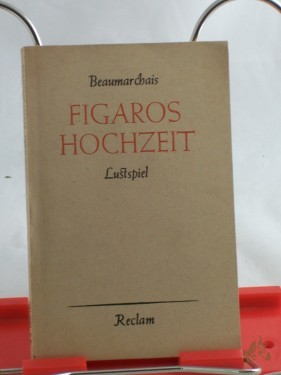 Beaumarchais
FIGAROS
HOCHZEIT
Lustspiel
Reclam